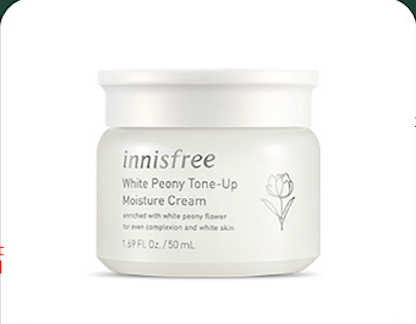 innisfree
White Peony Tone-Up
Moisture Cream
enriched with white peony flower
for even complexion and white skin
1.69 Fl. Oz. / 50 mL